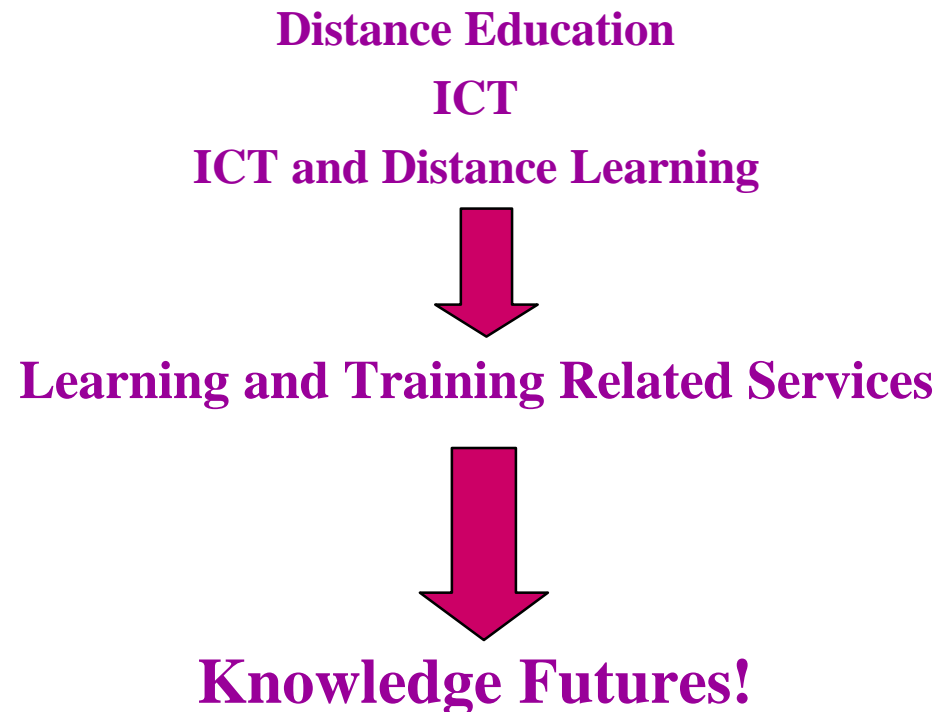 Distance Education
ICT
ICT and Distance Learning
Learning and Training Related Services
Knowledge Futures!